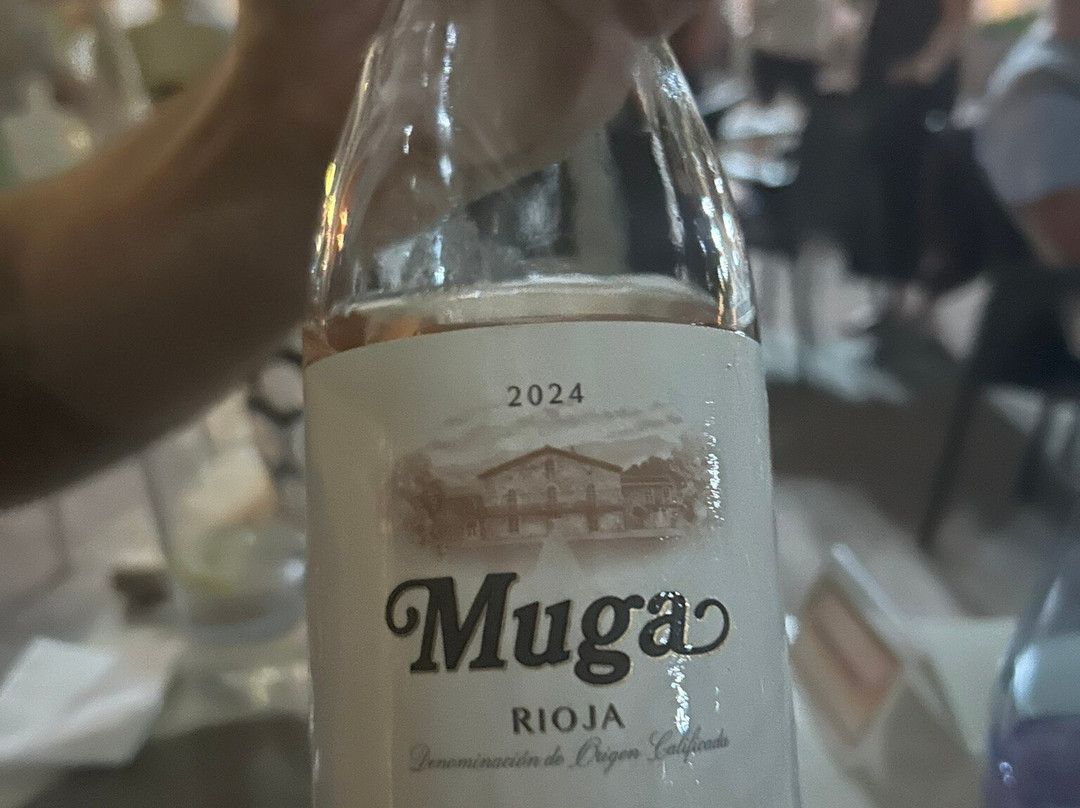 2024
Muga
RIOJA
Denominación de Origen Calificada